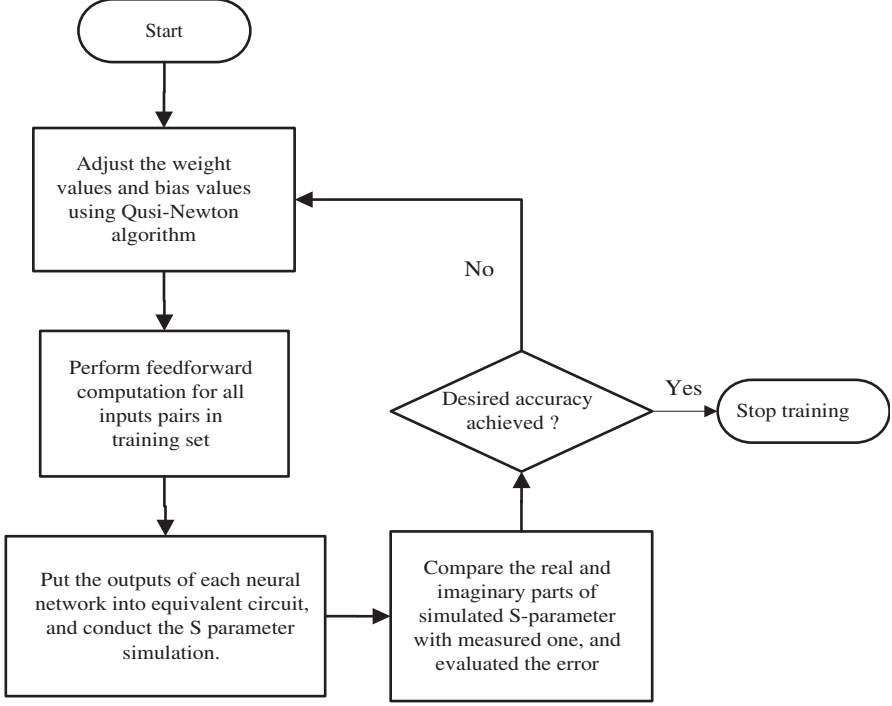 Start
Adjust the weight
values and bias values
using Qusi-Newton
algorithm
Perform feedforward
computation for all
inputs pairs in
training set
Put the outputs of each neural
network into equivalent circuit,
and conduct the S parameter
simulation.
Compare the real and
imaginary parts of
simulated S-parameter
with measured one, and
evaluated the error
Desired accuracy
achieved ?
No
Yes
Stop training